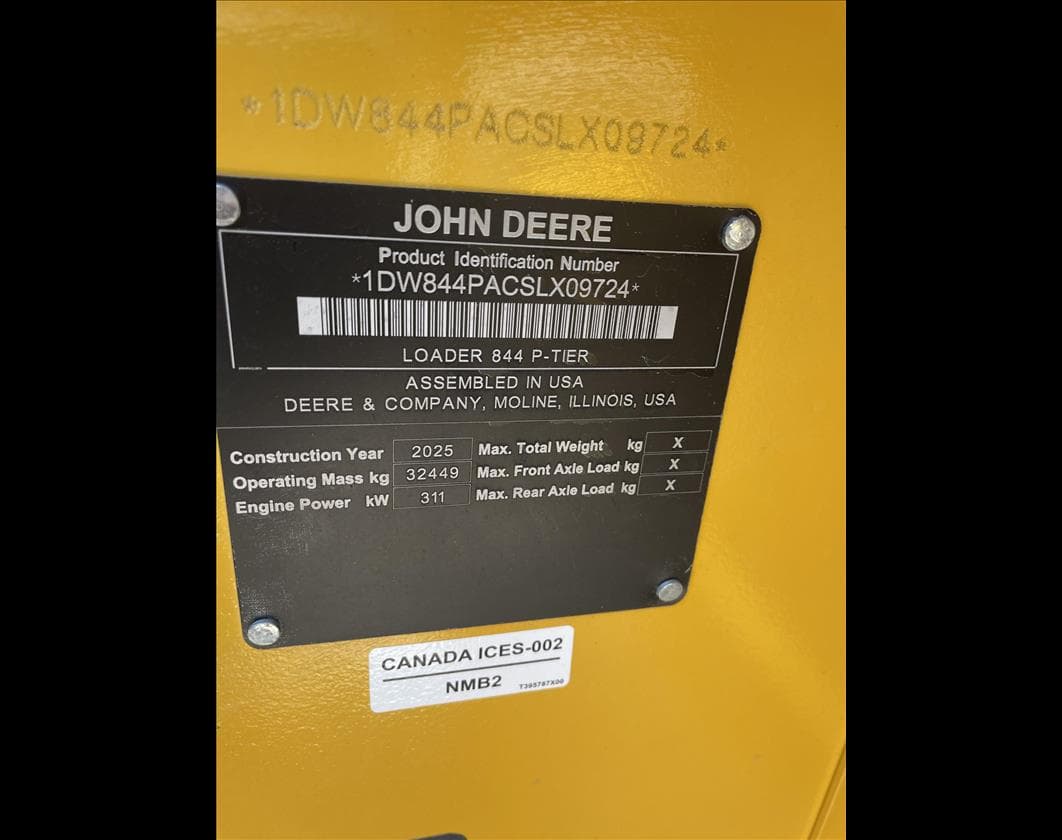 *1DW844PACSLX09724*
JOHN DEERE
Product Identification Number
*1DW844PACSLX09724*
LOADER 844 P-TIER
ASSEMBLED IN USA
DEERE & COMPANY, MOLINE, ILLINOIS, USA
Construction Year 2025 Max. Total Weight kg X
Operating Mass kg 32449 Max. Front Axle Load kg X
Engine Power kW 311 Max. Rear Axle Load kg X
CANADA ICES-002
NMB2 T395787X00